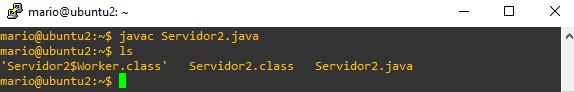 mario@ubuntu2: ~
mario@ubuntu2:~$ javac Servidor2.java
mario@ubuntu2:~$ ls
'Servidor2$Worker.class'   Servidor2.class   Servidor2.java
mario@ubuntu2:~$